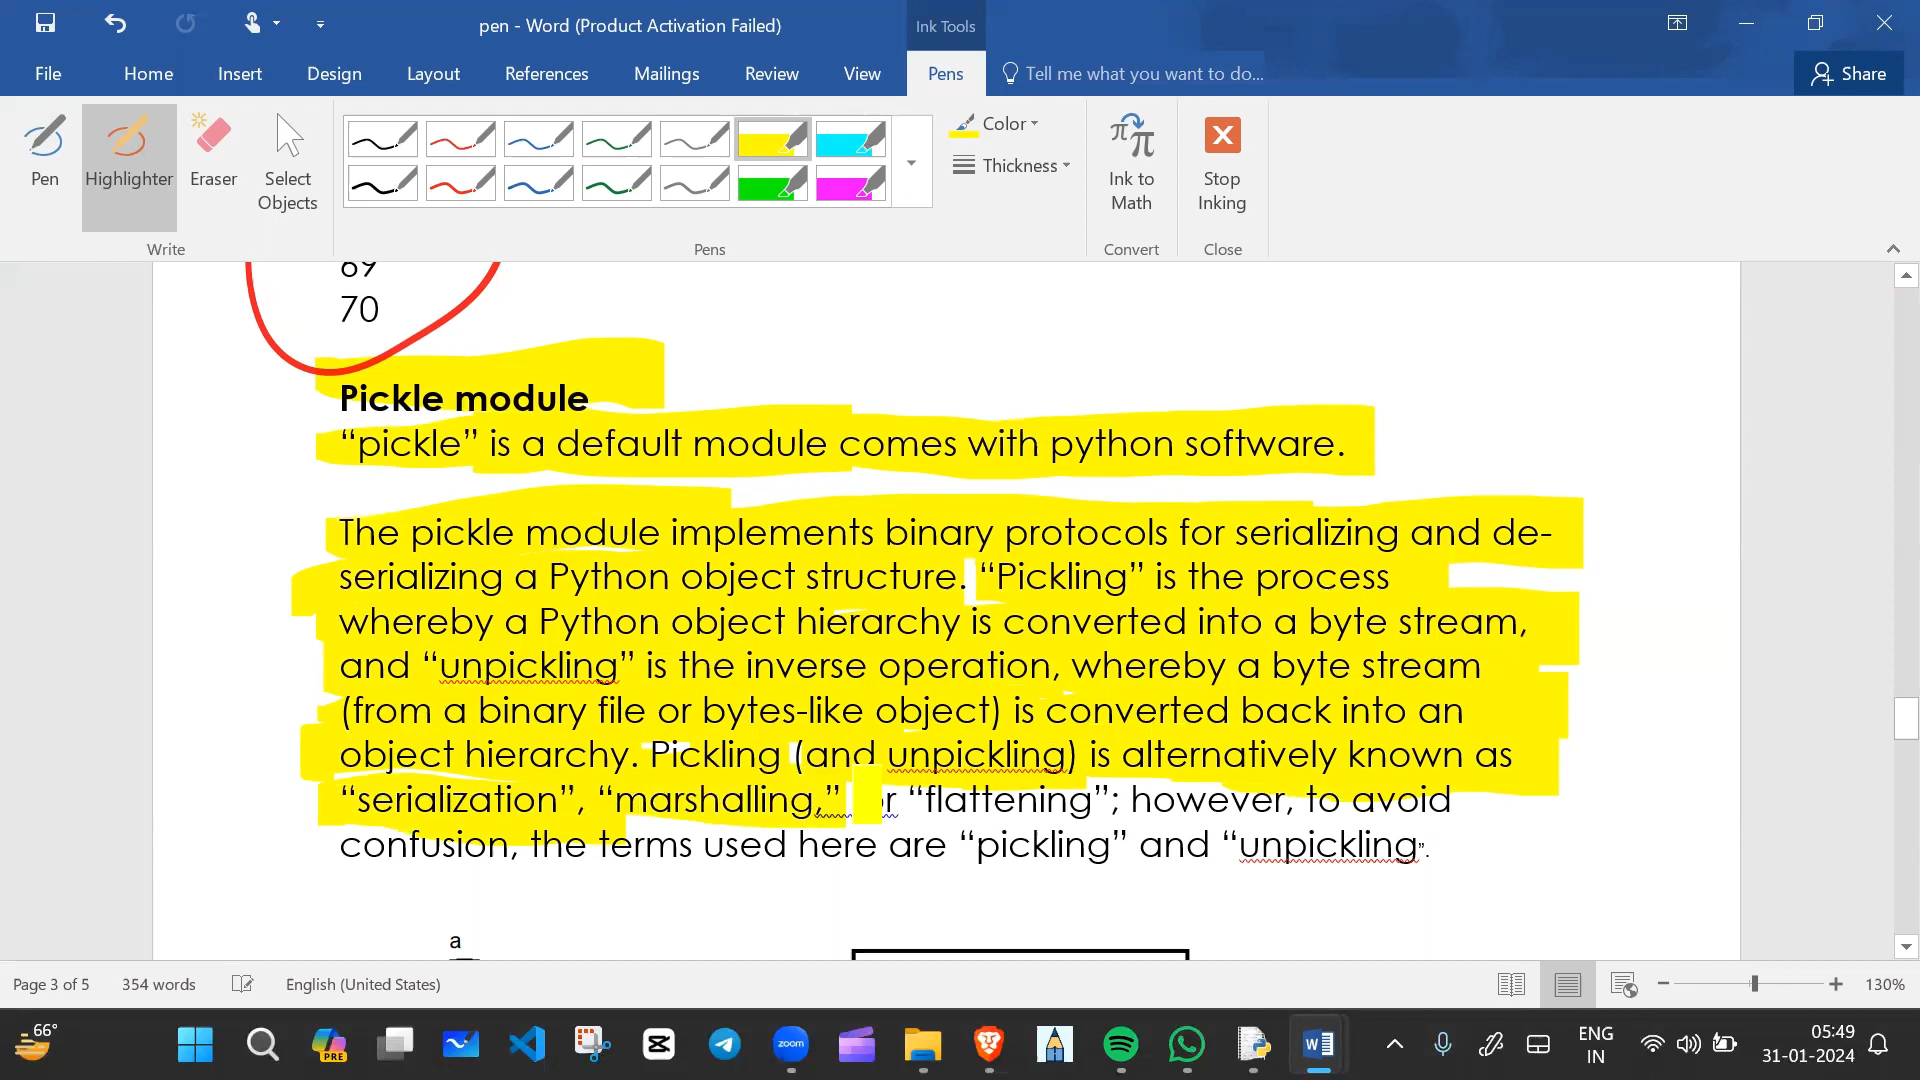 pen - Word (Product Activation Failed)
Ink Tools
File Home Insert Design Layout References Mailings Review View Pens Tell me what you want to do... Share
Pen Highlighter Eraser Select Objects
Color
Thickness
Ink to Math
Stop Inking
Write Pens Convert Close
69
70
Pickle module
“pickle” is a default module comes with python software.
The pickle module implements binary protocols for serializing and de-
serializing a Python object structure. “Pickling” is the process
whereby a Python object hierarchy is converted into a byte stream,
and “unpickling” is the inverse operation, whereby a byte stream
(from a binary file or bytes-like object) is converted back into an
object hierarchy. Pickling (and unpickling) is alternatively known as
“serialization”, “marshalling,” or “flattening”; however, to avoid
confusion, the terms used here are “pickling” and “unpickling”.
a
Page 3 of 5 354 words English (United States) 130%
66°
PRE
zoom
W
ENG
IN
05:49
31-01-2024